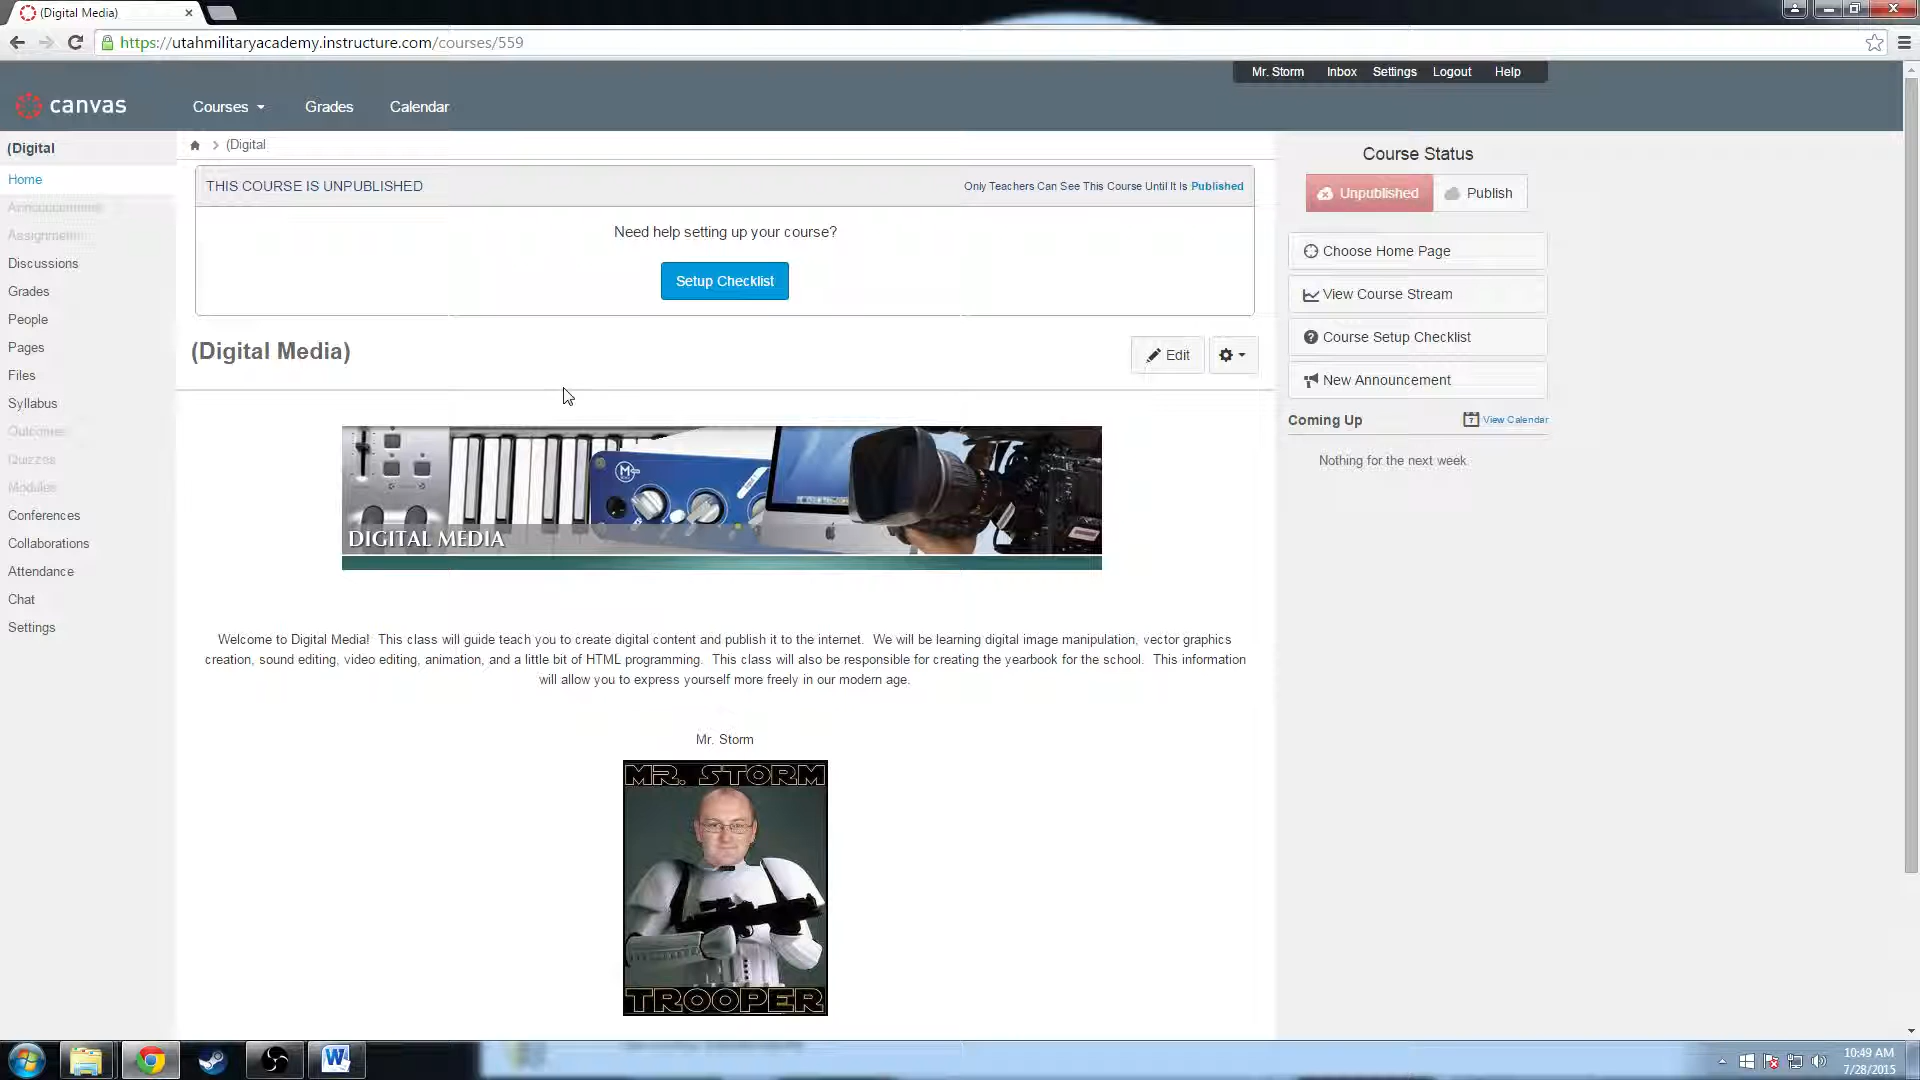 (Digital Media)
https://utahmilitaryacademy.instructure.com/courses/559
Mr. Storm Inbox Settings Logout Help
canvas Courses Grades Calendar
(Digital
Home
Announcements
Assignments
Discussions
Grades
People
Pages
Files
Syllabus
Outcomes
Quizzes
Modules
Conferences
Collaborations
Attendance
Chat
Settings
(Digital
THIS COURSE IS UNPUBLISHED Only Teachers Can See This Course Until It Is Published
Need help setting up your course?
Setup Checklist
(Digital Media) Edit
DIGITAL MEDIA
Welcome to Digital Media! This class will guide teach you to create digital content and publish it to the internet. We will be learning digital image manipulation, vector graphics
creation, sound editing, video editing, animation, and a little bit of HTML programming. This class will also be responsible for creating the yearbook for the school. This information
will allow you to express yourself more freely in our modern age.
Mr. Storm
MR. STORM
TROOPER
Course Status
Unpublished Publish
Choose Home Page
View Course Stream
Course Setup Checklist
New Announcement
Coming Up View Calendar
Nothing for the next week.
10:49 AM
7/28/2015